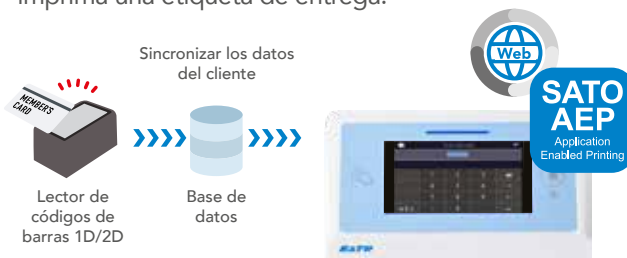 imprima una etiqueta de entrega.
Sincronizar los datos
del cliente
MEMBER'S
CARD
Web
SATO
AEP
Application
Enabled Printing
Lector de
códigos de
barras 1D/2D
Base de
datos
SATO